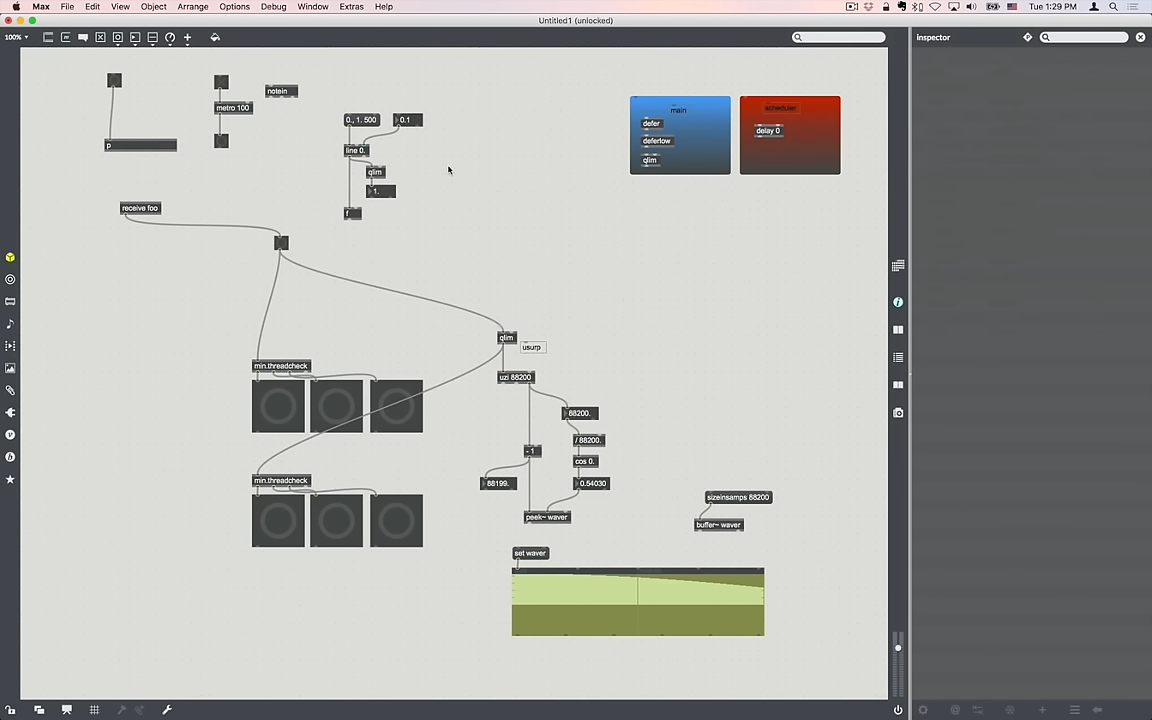 Max File Edit View Object Arrange Options Debug Window Extras Help
Tue 1:29 PM
Untitled1 (unlocked)
100%
Inspector
notein
metro 100
p
0., 1. 500
0.1
line 0.
qlim
1.
f
main
defer
deferlow
qlim
scheduler
delay 0
receive foo
qlim
usurp
min.threadcheck
uzi 88200
88200.
/ 88200.
- 1
cos 0.
min.threadcheck
88199.
0.54030
sizeinsamps 88200
peek~ waver
buffer~ waver
set waver